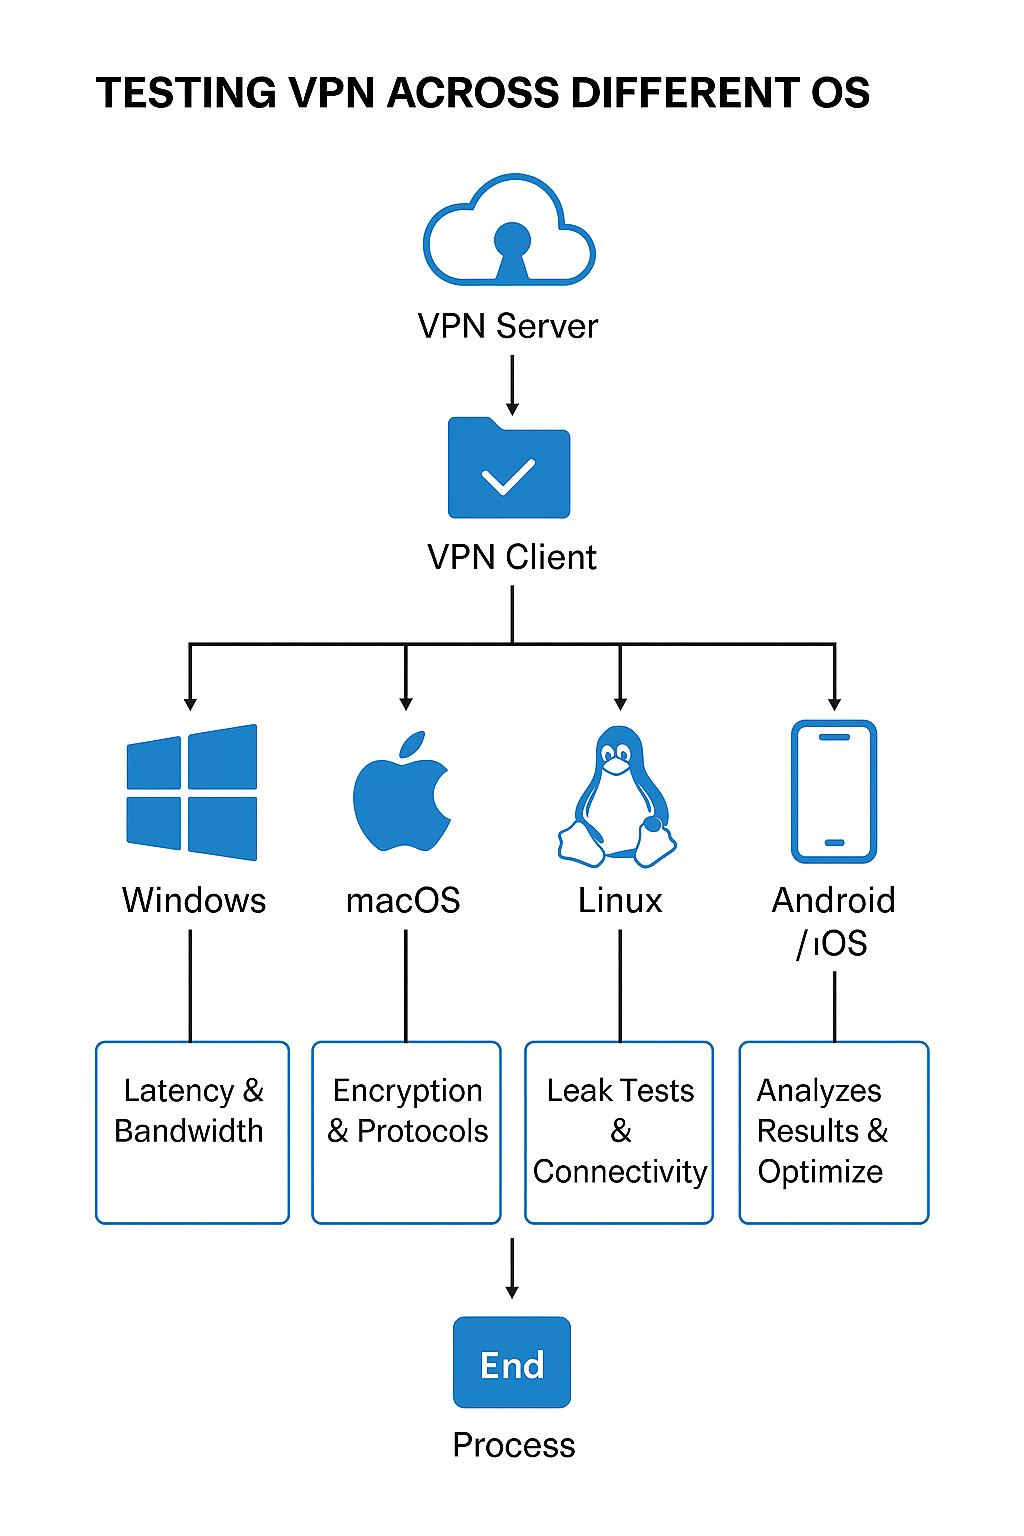 TESTING VPN ACROSS DIFFERENT OS
VPN Server
VPN Client
Windows
macOS
Linux
Android
/ıOS
Latency &
Bandwidth
Encryption
& Protocols
Leak Tests
&
Connectivity
Analyzes
Results &
Optimize
End
Process